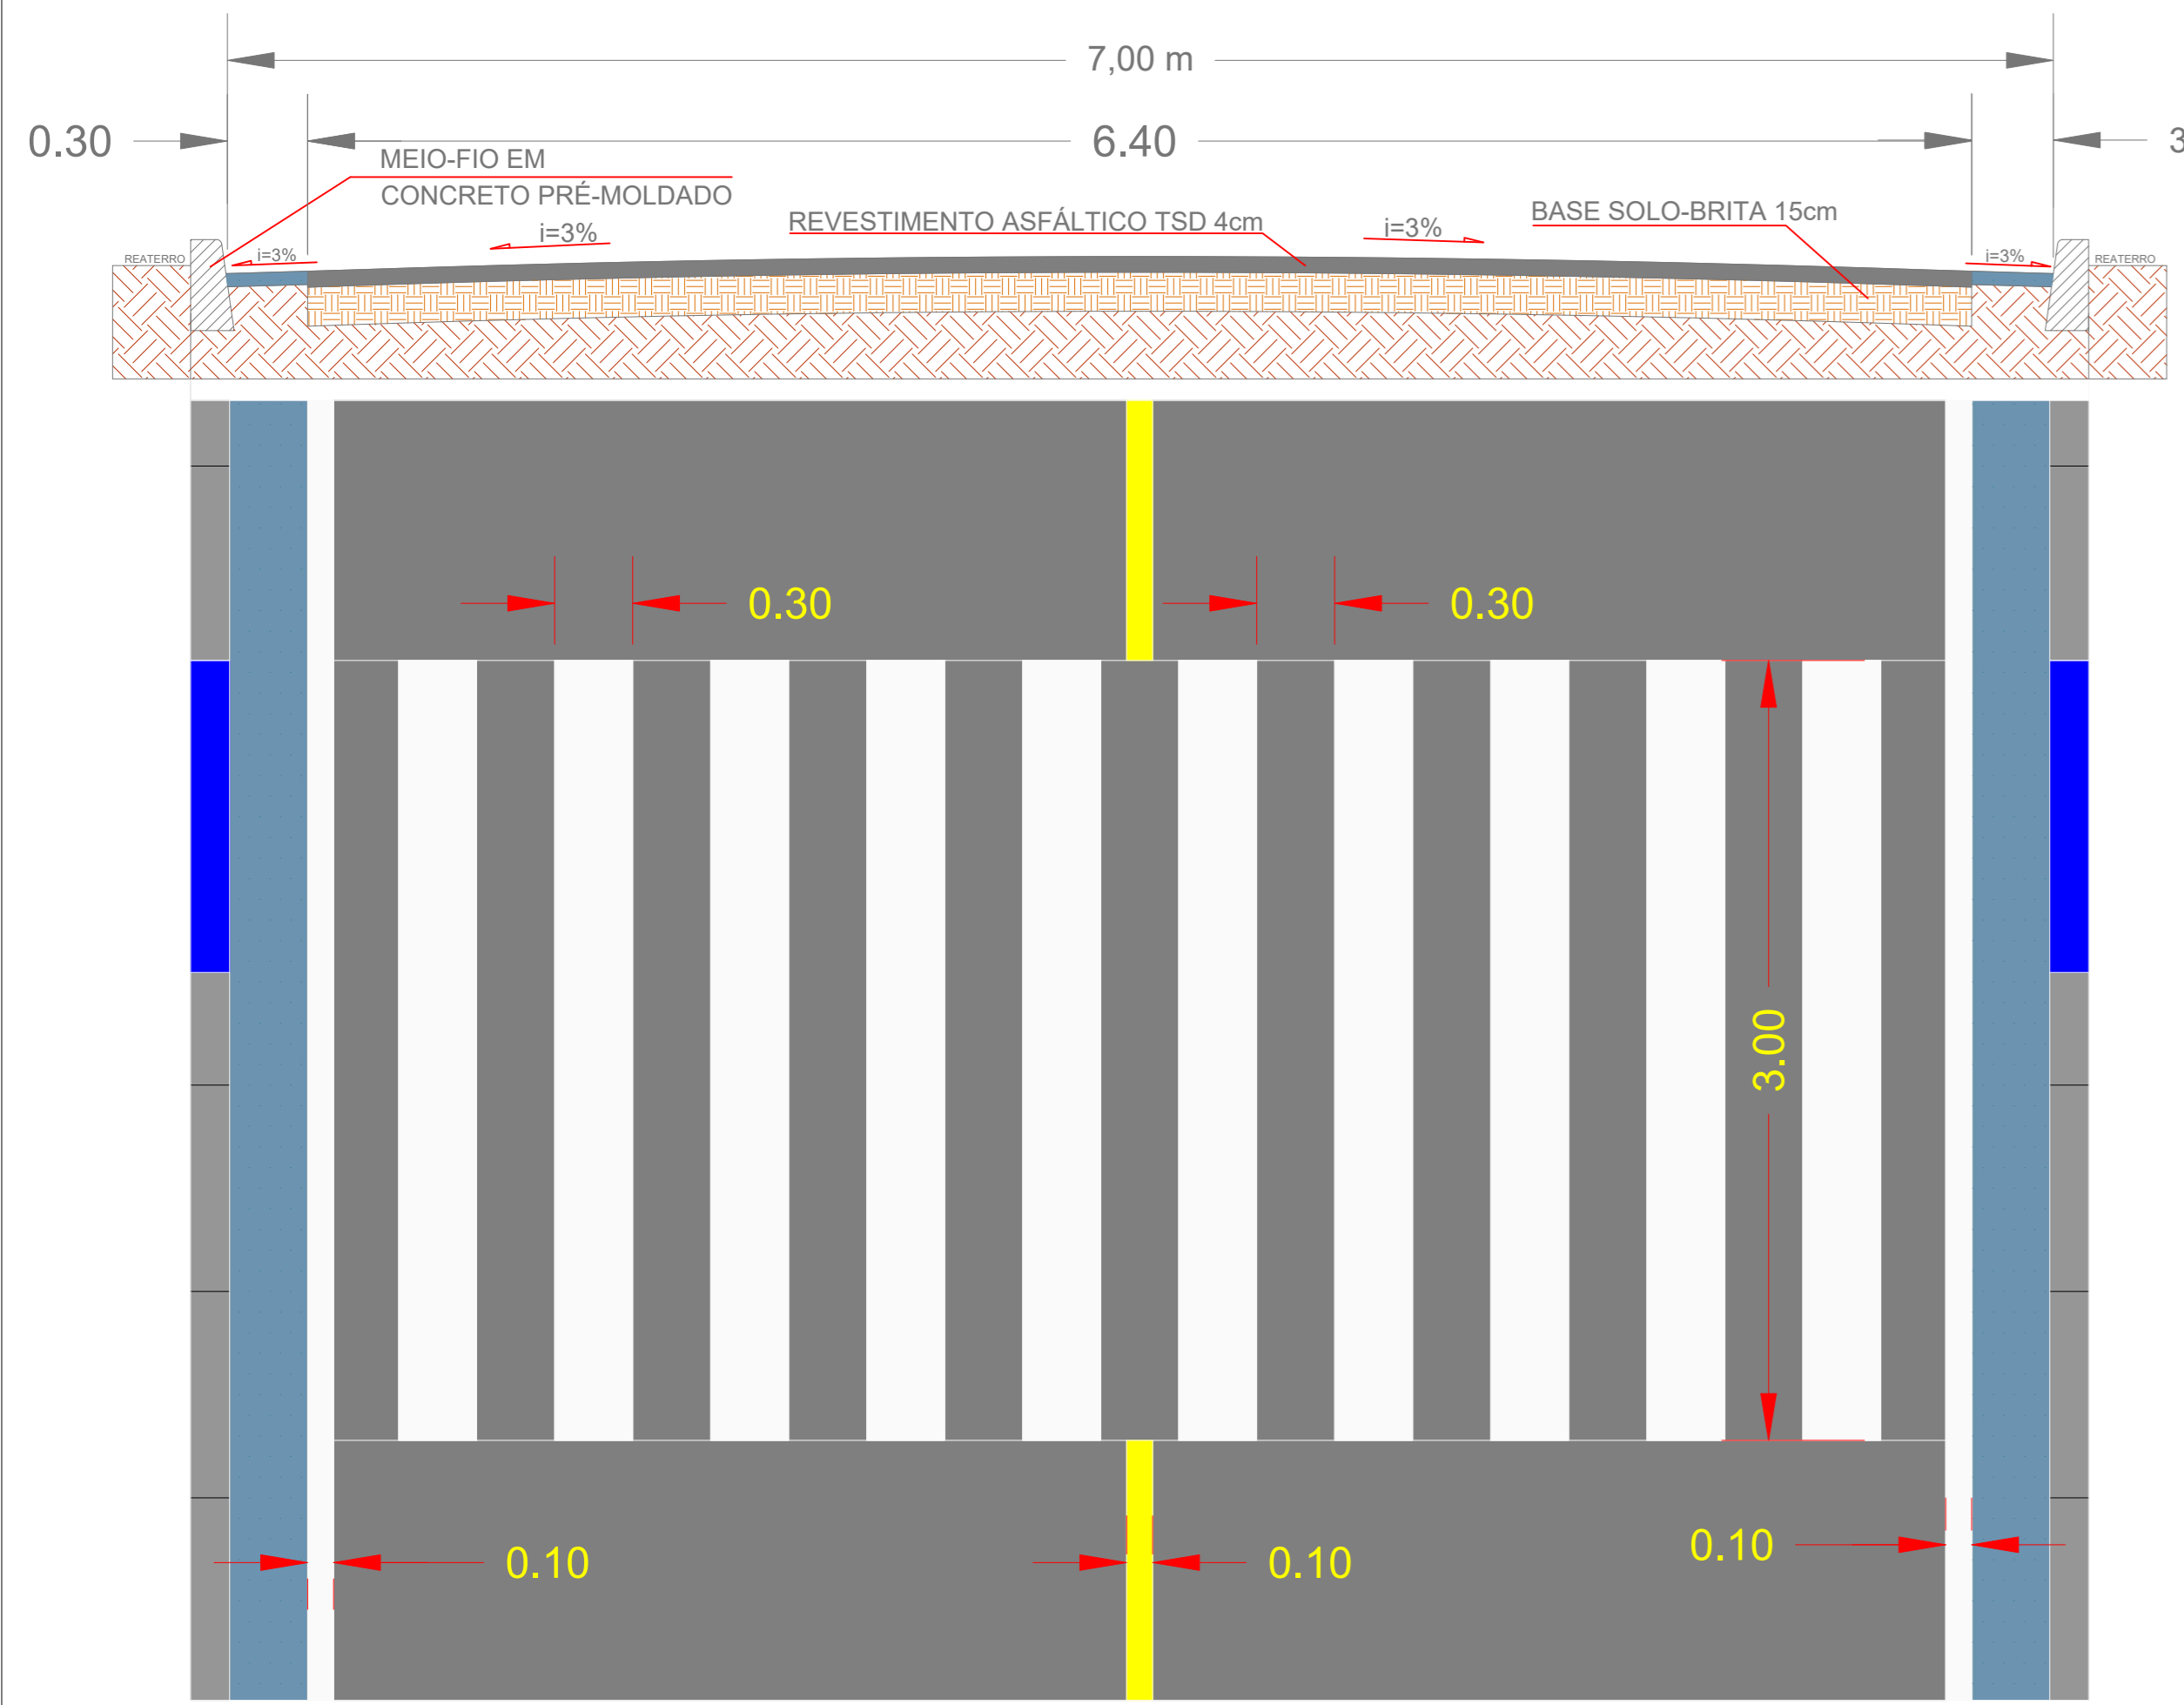 7,00 m
0.30
6.40
3
MEIO-FIO EM
CONCRETO PRÉ-MOLDADO
REVESTIMENTO ASFÁLTICO TSD 4cm
BASE SOLO-BRITA 15cm
i=3%
i=3%
REATERRO
i=3%
i=3%
REATERRO
0.30
0.30
3.00
0.10
0.10
0.10